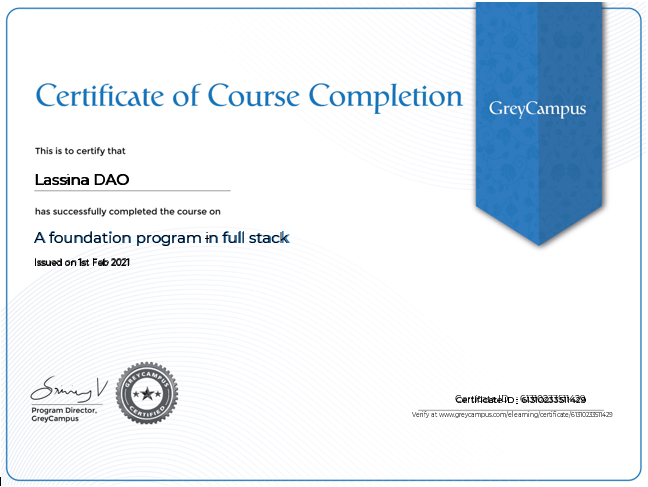 Certificate of Course Completion
GreyCampus
This is to certify that
Lassina DAO
has successfully completed the course on
A foundation program in full stack
Issued on 1st Feb 2021
GREYCAMPUS
CERTIFIED
Program Director,
GreyCampus
Certificate ID : 61310233511429
Verify at www.greycampus.com/elearning/certificate/61310233511429